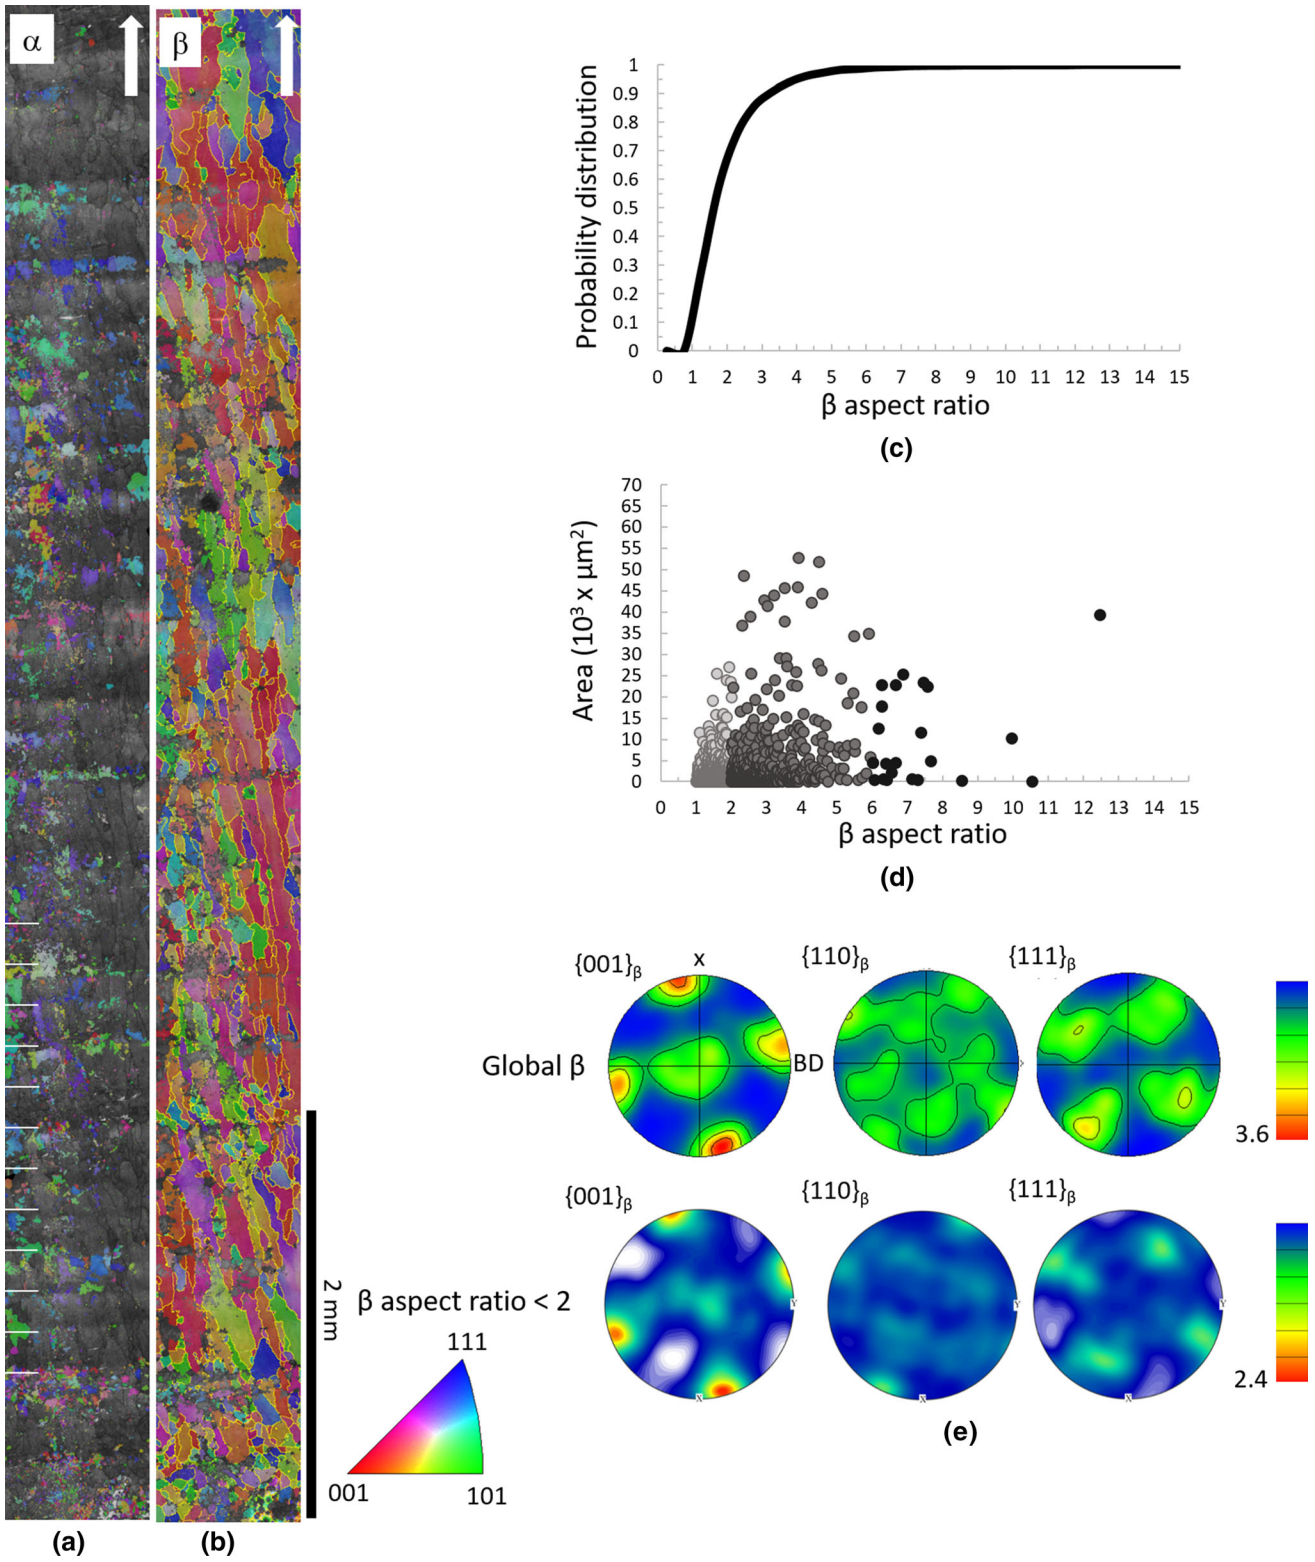 α
β
(a)
(b)
2 mm
111
001
101
Probability distribution
1
0.9
0.8
0.7
0.6
0.5
0.4
0.3
0.2
0.1
0
0 1 2 3 4 5 6 7 8 9 10 11 12 13 14 15
β aspect ratio
(c)
Area (10³ x µm²)
70
65
60
55
50
45
40
35
30
25
20
15
10
5
0
0 1 2 3 4 5 6 7 8 9 10 11 12 13 14 15
β aspect ratio
(d)
{001}β X {110}β {111}β
Global β BD
3.6
{001}β {110}β {111}β
β aspect ratio < 2 Y Y Y
X X X
2.4
(e)